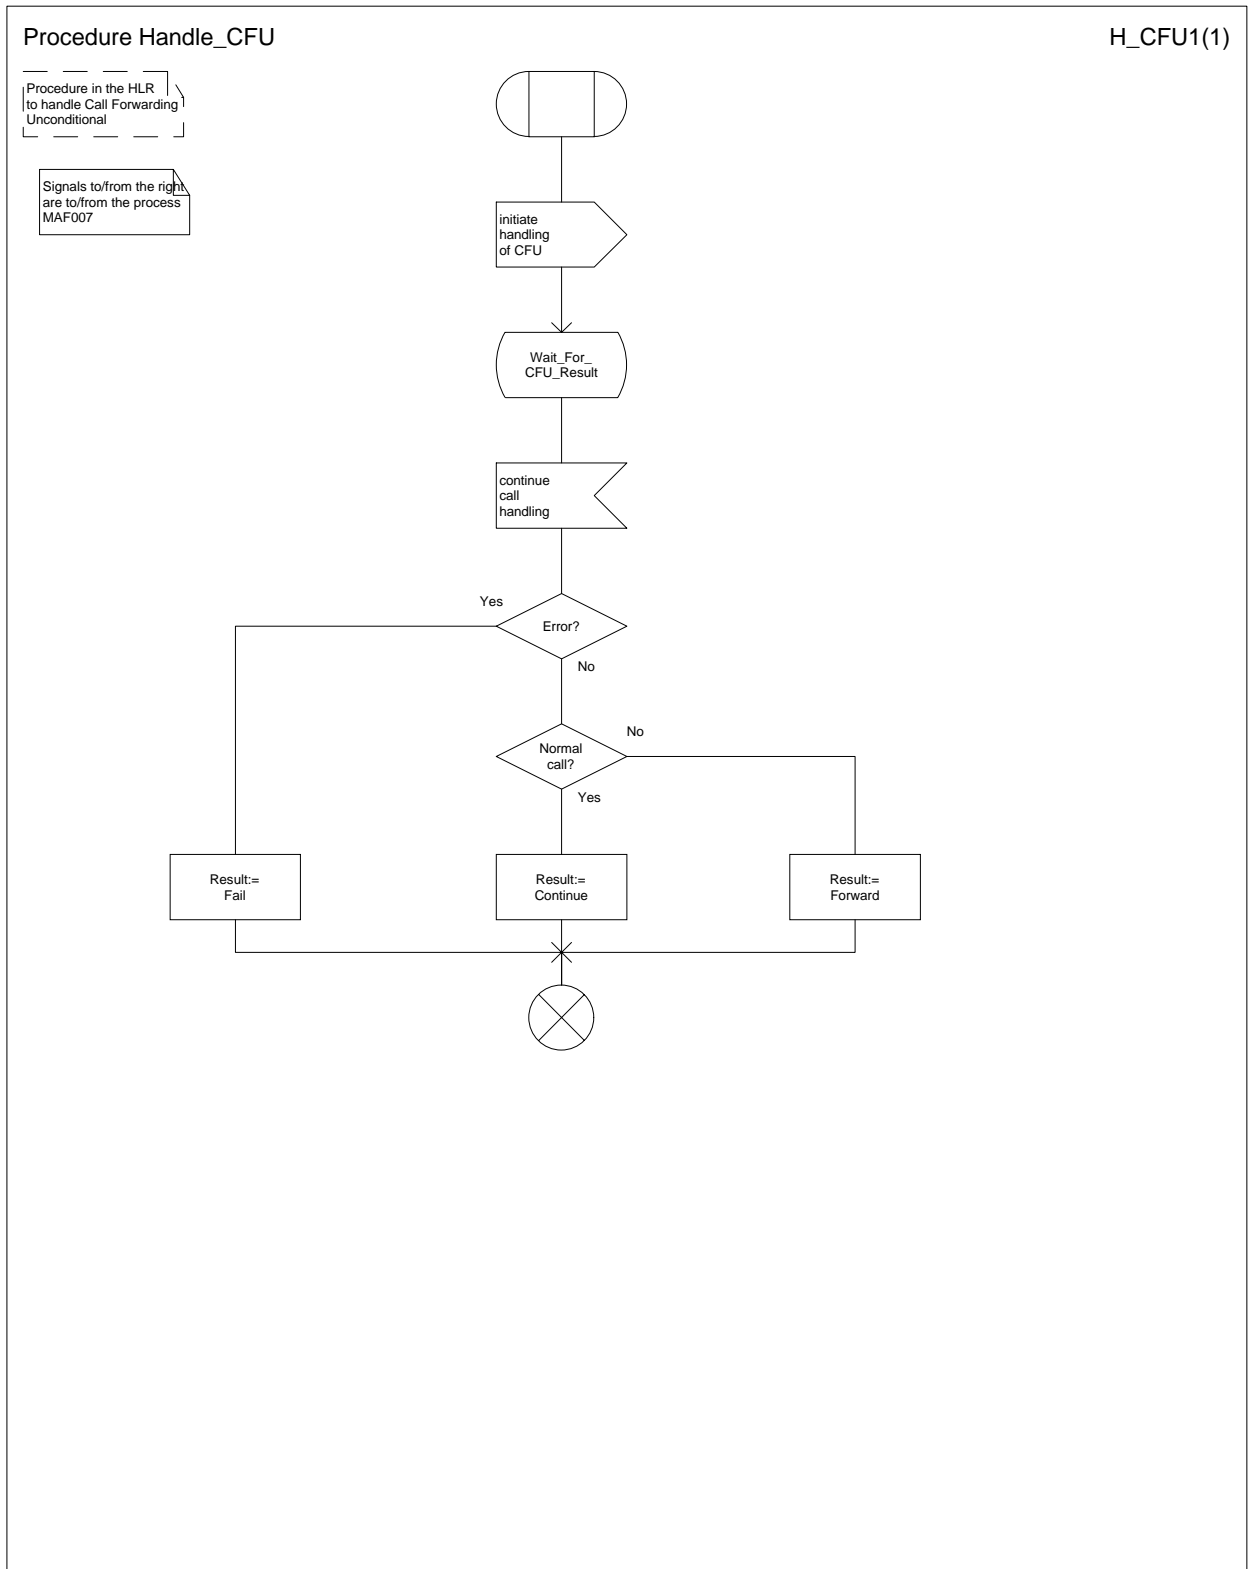 Procedure Handle_CFU
H_CFU1(1)
Procedure in the HLR
to handle Call Forwarding
Unconditional
Signals to/from the right
are to/from the process
MAF007
initiate
handling
of CFU
Wait_For_
CFU_Result
continue
call
handling
Yes
Error?
No
No
Normal
call?
Yes
Result:=
Fail
Result:=
Continue
Result:=
Forward